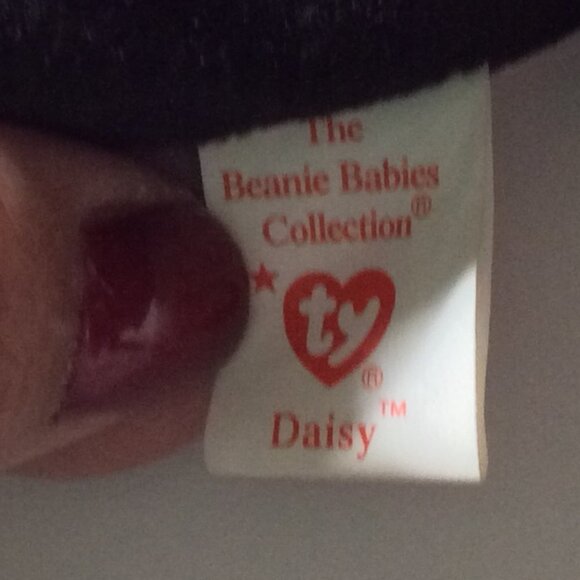 The
Beanie Babies
Collection®
★
ty
®
Daisy™